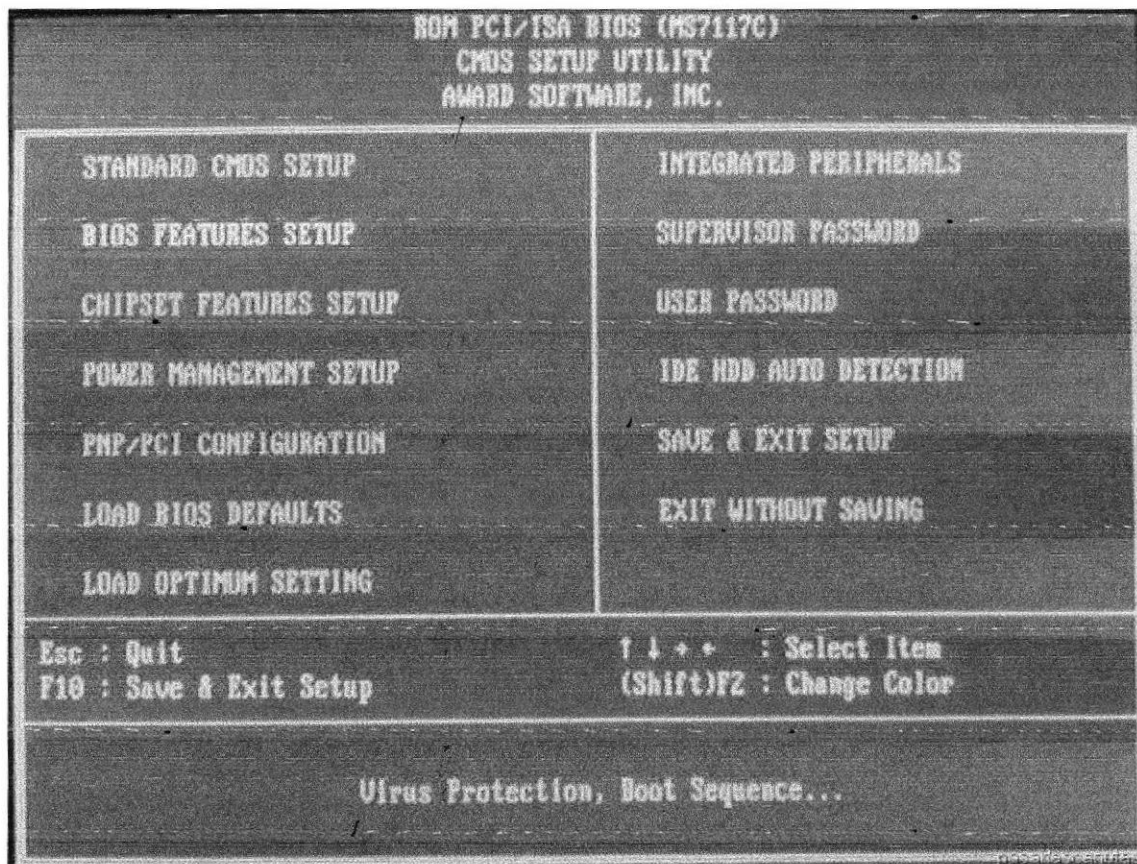 ROM PCI/ISA BIOS (MS7117C)
CMOS SETUP UTILITY
AWARD SOFTWARE, INC.
STANDARD CMOS SETUP
BIOS FEATURES SETUP
CHIPSET FEATURES SETUP
POWER MANAGEMENT SETUP
PNP/PCI CONFIGURATION
LOAD BIOS DEFAULTS
LOAD OPTIMUM SETTING
INTEGRATED PERIPHERALS
SUPERVISOR PASSWORD
USER PASSWORD
IDE HDD AUTO DETECTION
SAVE & EXIT SETUP
EXIT WITHOUT SAVING
Esc : Quit
F10 : Save & Exit Setup
↑ ↓ → ← : Select Item
(Shift)F2 : Change Color
Virus Protection, Boot Sequence...